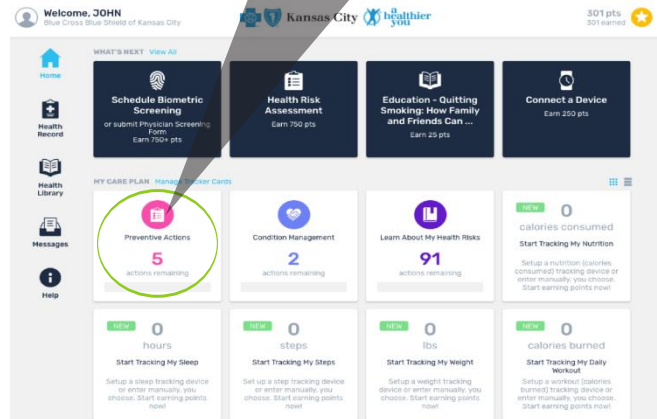 Welcome, JOHN
Blue Cross Blue Shield of Kansas City
Kansas City
a healthier you
301 pts
301 earned
Home
Health Record
Health Library
Messages
Help
WHAT'S NEXT View All
Schedule Biometric
Screening
or submit Physician Screening
Form
Earn 750+ pts
Health Risk
Assessment
Earn 750 pts
Education - Quitting
Smoking: How Family
and Friends Can ...
Earn 25 pts
Connect a Device
Earn 250 pts
MY CARE PLAN Manage Tracker Cards
Preventive Actions
5
actions remaining
Condition Management
2
actions remaining
Learn About My Health Risks
91
actions remaining
NEW 0
calories consumed
Start Tracking My Nutrition
Setup a nutrition (calories
consumed) tracking device or
enter manually, you choose.
Start earning points now!
NEW 0
hours
Start Tracking My Sleep
Setup a sleep tracking device
or enter manually, you
choose. Start earning points
now!
NEW 0
steps
Start Tracking My Steps
Set up a step tracking device
or enter manually, you
choose. Start earning points
now!
NEW 0
lbs
Start Tracking My Weight
Setup a weight tracking
device or enter manually, you
choose. Start earning points
now!
NEW 0
calories burned
Start Tracking My Daily
Workout
Setup a workout (calories
burned) tracking device or
enter manually, you choose.
Start earning points now!